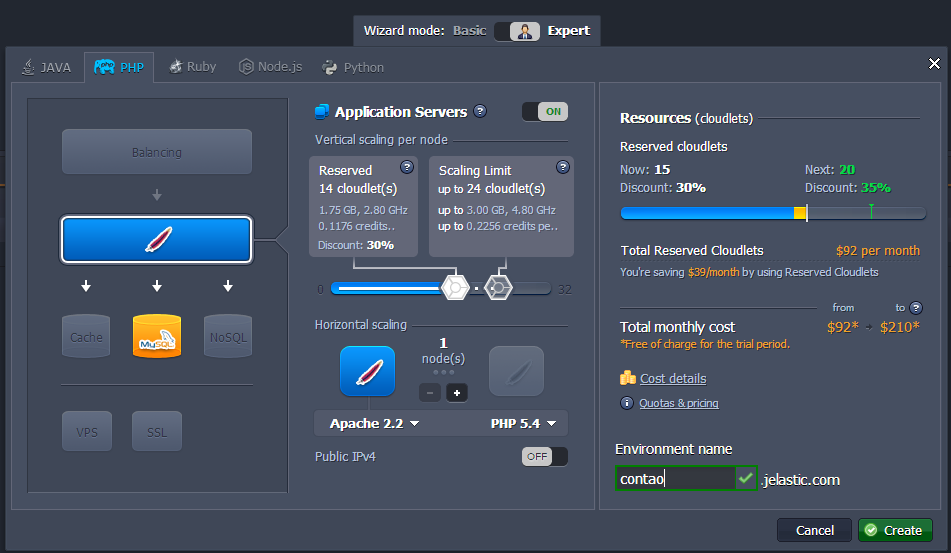 Wizard mode: Basic Expert
JAVA PHP Ruby Node.js Python
Balancing
Cache MySQL NoSQL
VPS SSL
Application Servers ? ON
Vertical scaling per node
Reserved ?
14 cloudlet(s)
1.75 GB, 2.80 GHz
0.1176 credits..
Discount: 30%
Scaling Limit ?
up to 24 cloudlet(s)
up to 3.00 GB, 4.80 GHz
up to 0.2256 credits pe..
0 32
Horizontal scaling
1
node(s)
- +
Apache 2.2 PHP 5.4
Public IPv4 OFF
Resources (cloudlets)
Reserved cloudlets
Now: 15 Next: 20
Discount: 30% Discount: 35%
Total Reserved Cloudlets $92 per month
You're saving $39/month by using Reserved Cloudlets
from to ?
Total monthly cost $92* $210*
*Free of charge for the trial period.
Cost details
Quotas & pricing
Environment name
contao .jelastic.com
Cancel Create